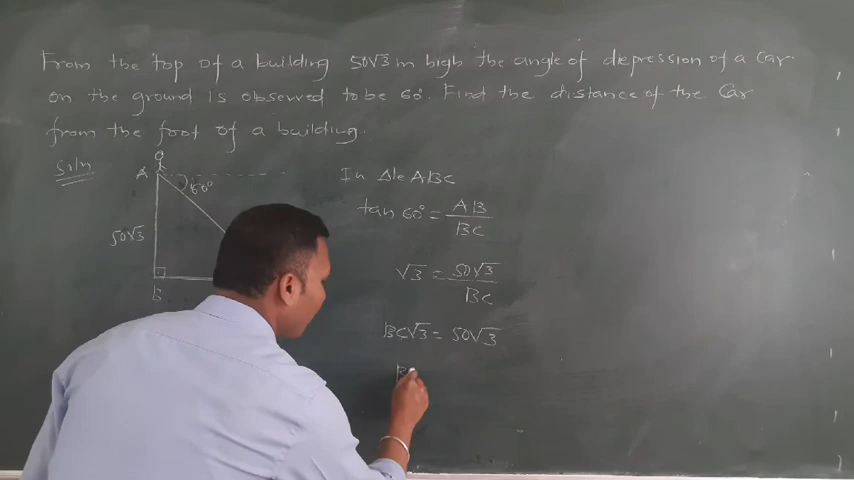 From the top of a building 50√3 m high the angle of depression of a Car
on the ground is observed to be 60°. Find the distance of the Car
from the foot of a building.
Soln
A
60°
50√3
B
In Δle ABC
tan 60° = AB / BC
√3 = 50√3 / BC
BC√3 = 50√3